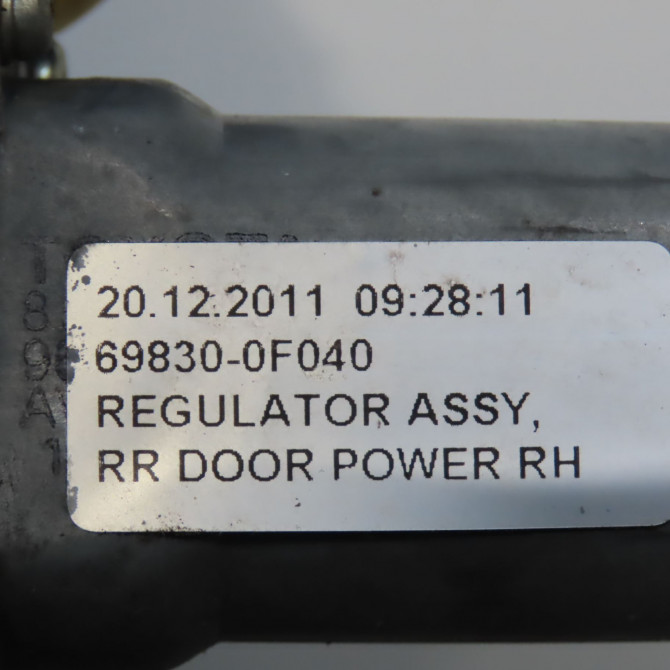 20.12.2011 09:28:11
69830-0F040
REGULATOR ASSY,
RR DOOR POWER RH